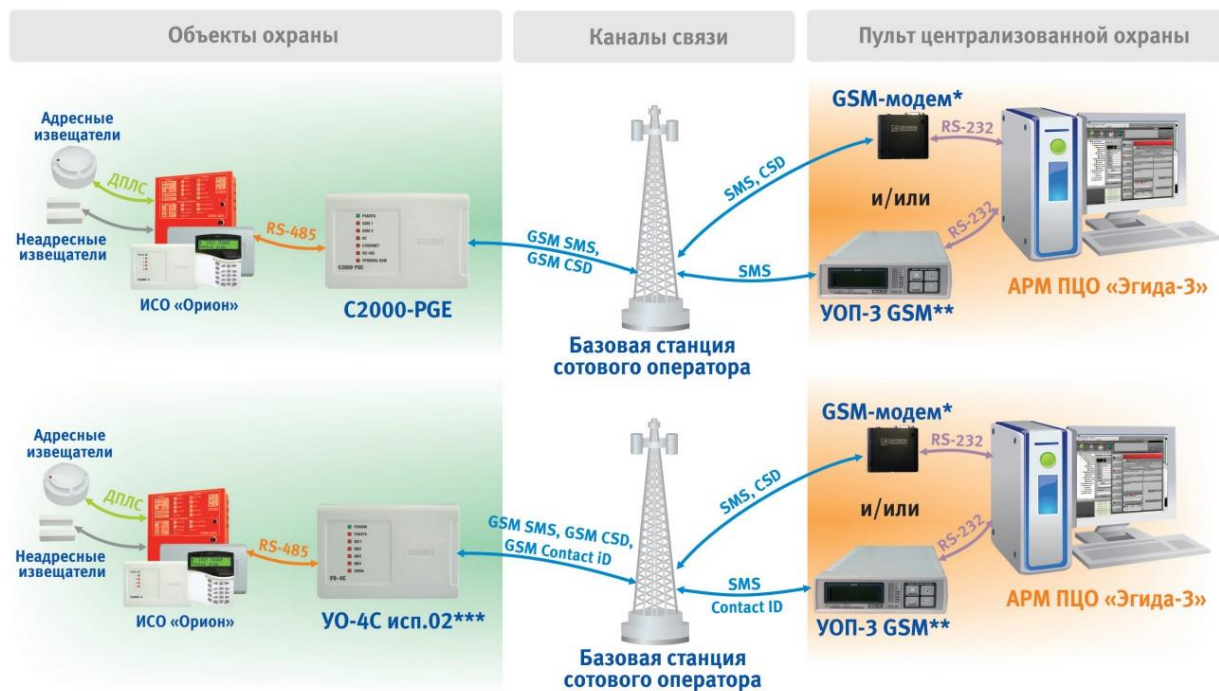 Объекты охраны
Каналы связи
Пульт централизованной охраны
Адресные
извещатели
ДПЛС
Неадресные
извещатели
ИСО «Орион»
RS-485
С2000-PGE
С2000-PGE
GSM SMS,
GSM CSD
SMS, CSD
SMS
Базовая станция
сотового оператора
GSM-модем*
RS-232
и/или
RS-232
УОП-3 GSM**
АРМ ПЦО «Эгида-3»
Адресные
извещатели
ДПЛС
Неадресные
извещатели
ИСО «Орион»
RS-485
УО-4С
УО-4С исп.02***
GSM SMS, GSM CSD,
GSM Contact iD
SMS, CSD
SMS
Contact ID
Базовая станция
сотового оператора
GSM-модем*
RS-232
и/или
RS-232
УОП-3 GSM**
АРМ ПЦО «Эгида-3»